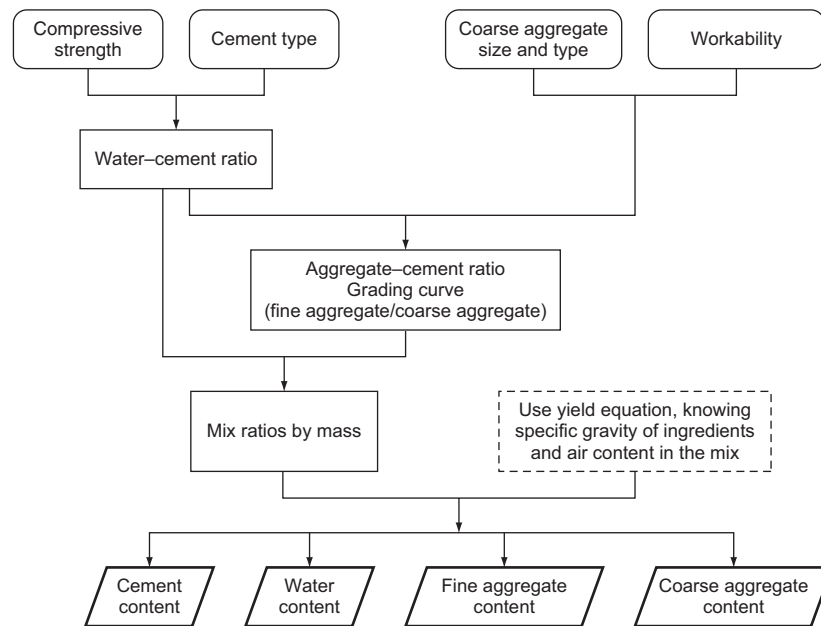 Compressive
strength
Cement type
Coarse aggregate
size and type
Workability
Water–cement ratio
Aggregate–cement ratio
Grading curve
(fine aggregate/coarse aggregate)
Mix ratios by mass
Use yield equation, knowing
specific gravity of ingredients
and air content in the mix
Cement
content
Water
content
Fine aggregate
content
Coarse aggregate
content